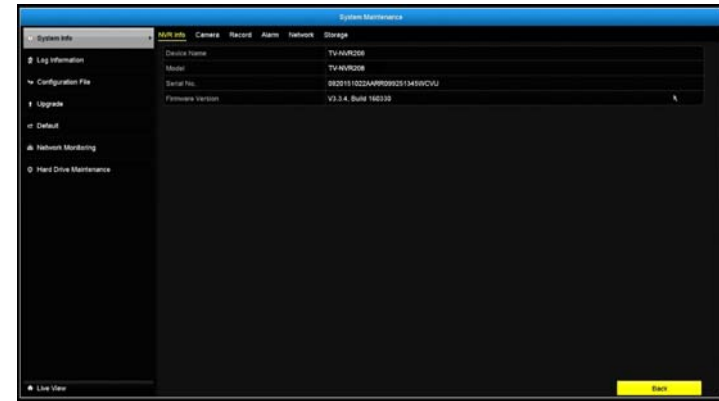 System Maintenance
System Info
Log Information
Configuration File
Upgrade
Default
Network Monitoring
Hard Drive Maintenance
Live View
NVR Info Camera Record Alarm Network Storage
Device Name TV-NVR208
Model TV-NVR208
Serial No.
Firmware Version V3.3.4, Build 160330
Back